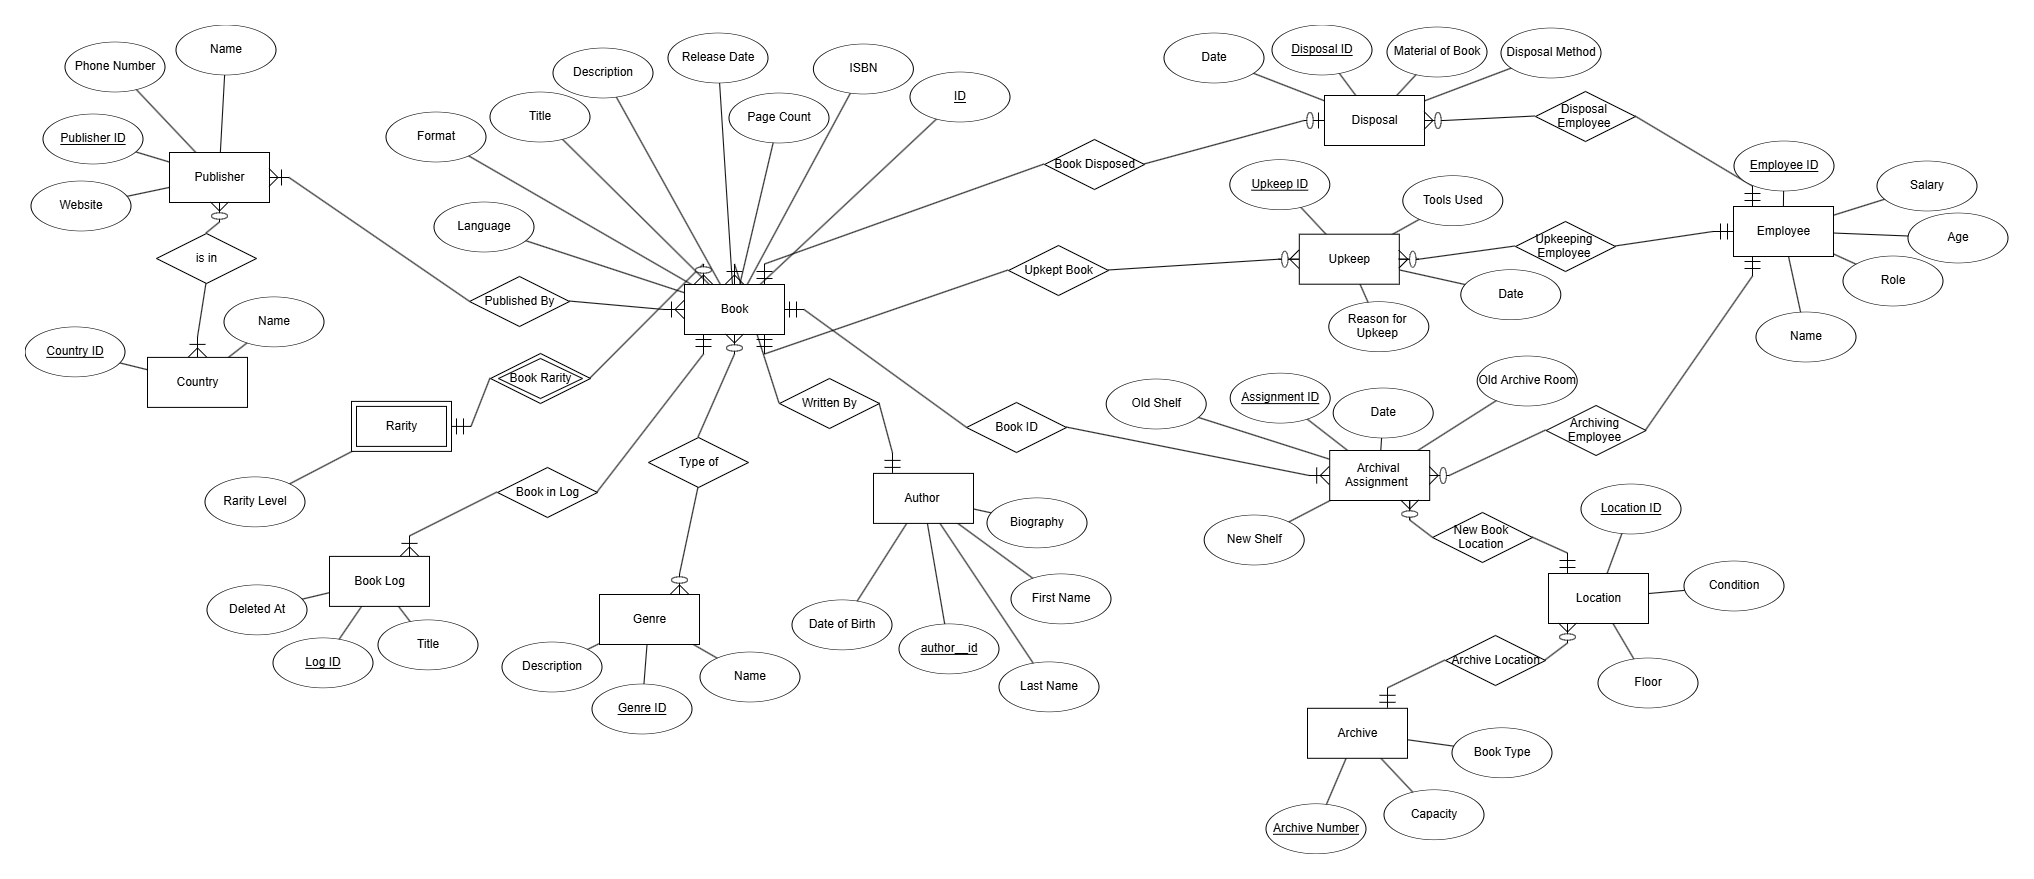 Name
Phone Number
Publisher ID
Publisher
Website
is in
Name
Country ID
Country
Published By
Release Date
Description
ISBN
ID
Title
Page Count
Format
Language
Book
Book Rarity
Rarity
Rarity Level
Book in Log
Book Log
Deleted At
Log ID
Title
Type of
Genre
Description
Genre ID
Name
Written By
Author
Biography
First Name
Date of Birth
author__id
Last Name
Book Disposed
Date
Disposal ID
Material of Book
Disposal Method
Disposal
Disposal
Employee
Employee ID
Salary
Employee
Age
Role
Name
Upkept Book
Upkeep ID
Tools Used
Upkeep
Upkeeping
Employee
Date
Reason for
Upkeep
Book ID
Old Shelf
Assignment ID
Date
Old Archive Room
Archiving
Employee
Archival
Assignment
New Shelf
New Book
Location
Location ID
Location
Condition
Floor
Archive Location
Archive
Book Type
Capacity
Archive Number